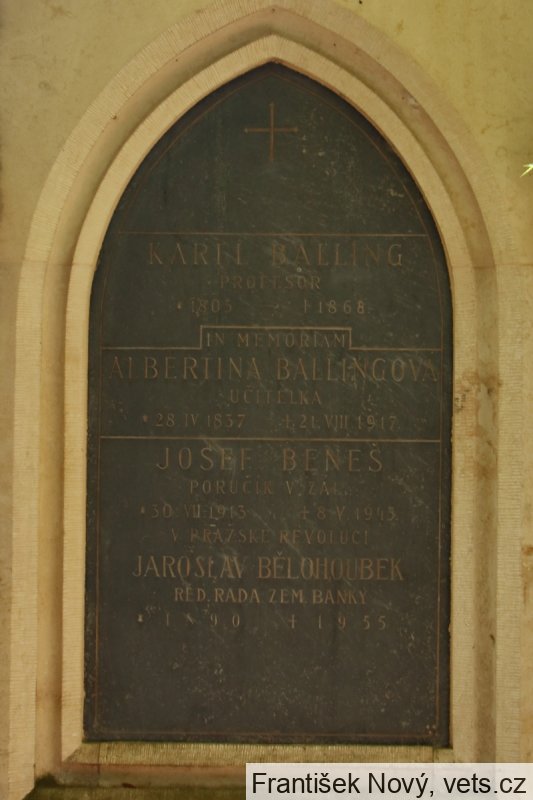 KAREL BALLING
PROFESOR
*1805 +1868
IN MEMORIAM
ALBERTINA BALLINGOVÁ
UČITELKA
*28.IV.1837 +21.VIII.1917
JOSEF BENEŠ
PORUČÍK V ZÁL.
*30.VII.1913 +8.V.1945
V PRAŽSKÉ REVOLUCI
JAROSLAV BĚLOHOUBEK
ŘED. RADA ZEM. BANKY
*1890 +1955
František Nový, vets.cz